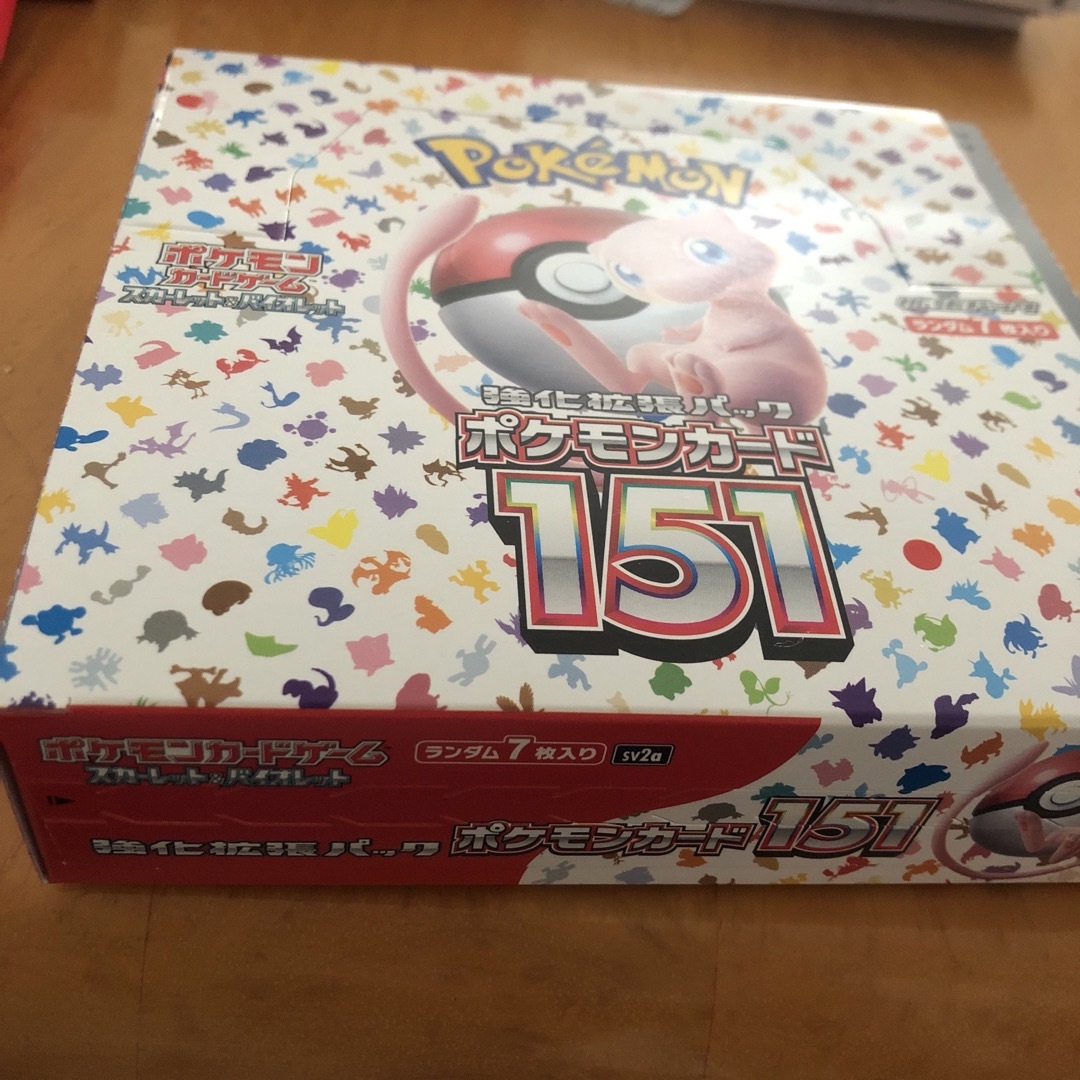 POKéMON
ポケモン
カードゲーム
スカーレット&バイオレット
ランダム7枚入り
強化拡張パック
ポケモンカード
151
ポケモンカードゲーム
スカーレット&バイオレット
ランダム7枚入り sv2a
強化拡張パック ポケモンカード151